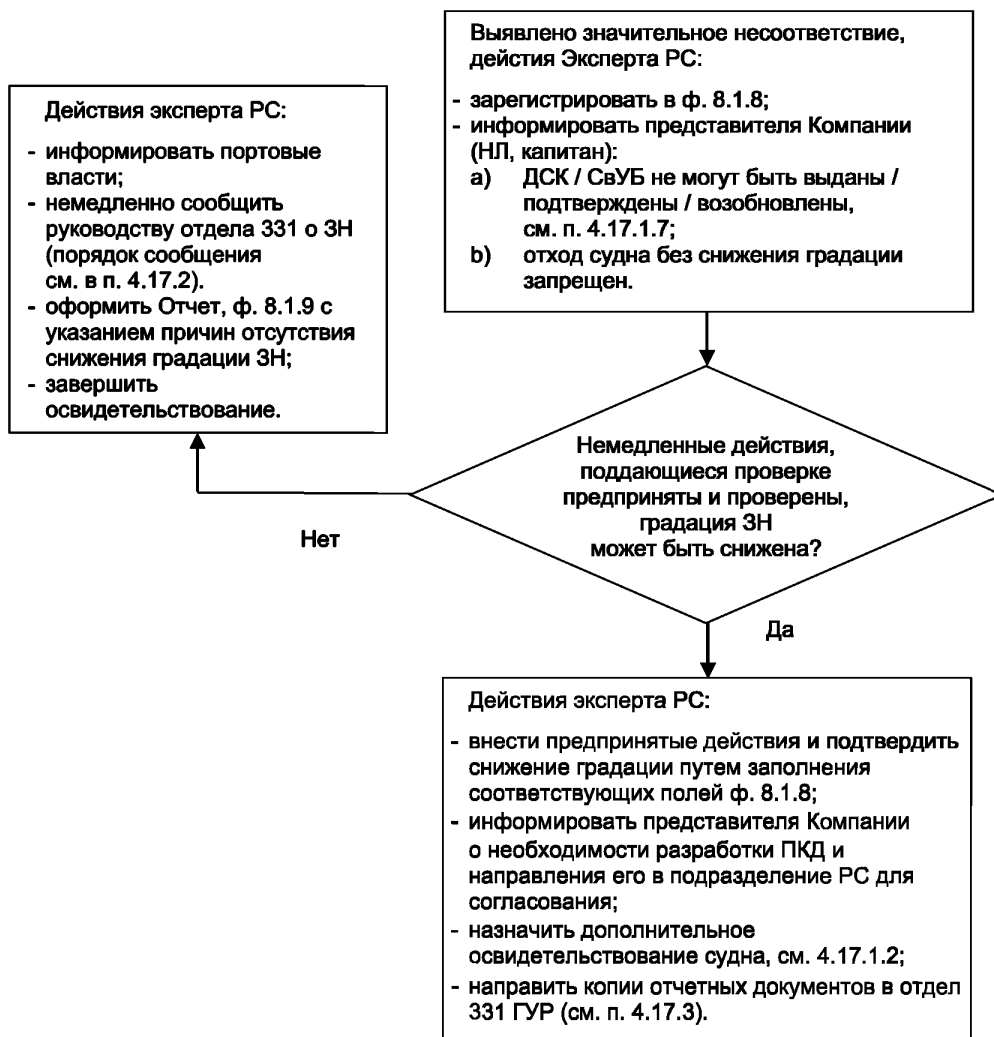 Выявлено значительное несоответствие,
дейстия Эксперта РС:
- зарегистрировать в ф. 8.1.8;
- информировать представителя Компании
(НЛ, капитан):
a) ДСК / СвУБ не могут быть выданы /
подтверждены / возобновлены,
см. п. 4.17.1.7;
b) отход судна без снижения градации
запрещен.
Действия эксперта РС:
- информировать портовые
власти;
- немедленно сообщить
руководству отдела 331 о ЗН
(порядок сообщения
см. в п. 4.17.2).
- оформить Отчет, ф. 8.1.9 с
указанием причин отсутствия
снижения градации ЗН;
- завершить
освидетельствование.
Немедленные действия,
поддающиеся проверке
предприняты и проверены,
градация ЗН
может быть снижена?
Нет
Да
Действия эксперта РС:
- внести предпринятые действия и подтвердить
снижение градации путем заполнения
соответствующих полей ф. 8.1.8;
- информировать представителя Компании
о необходимости разработки ПКД и
направления его в подразделение РС для
согласования;
- назначить дополнительное
освидетельствование судна, см. 4.17.1.2;
- направить копии отчетных документов в отдел
331 ГУР (см. п. 4.17.3).